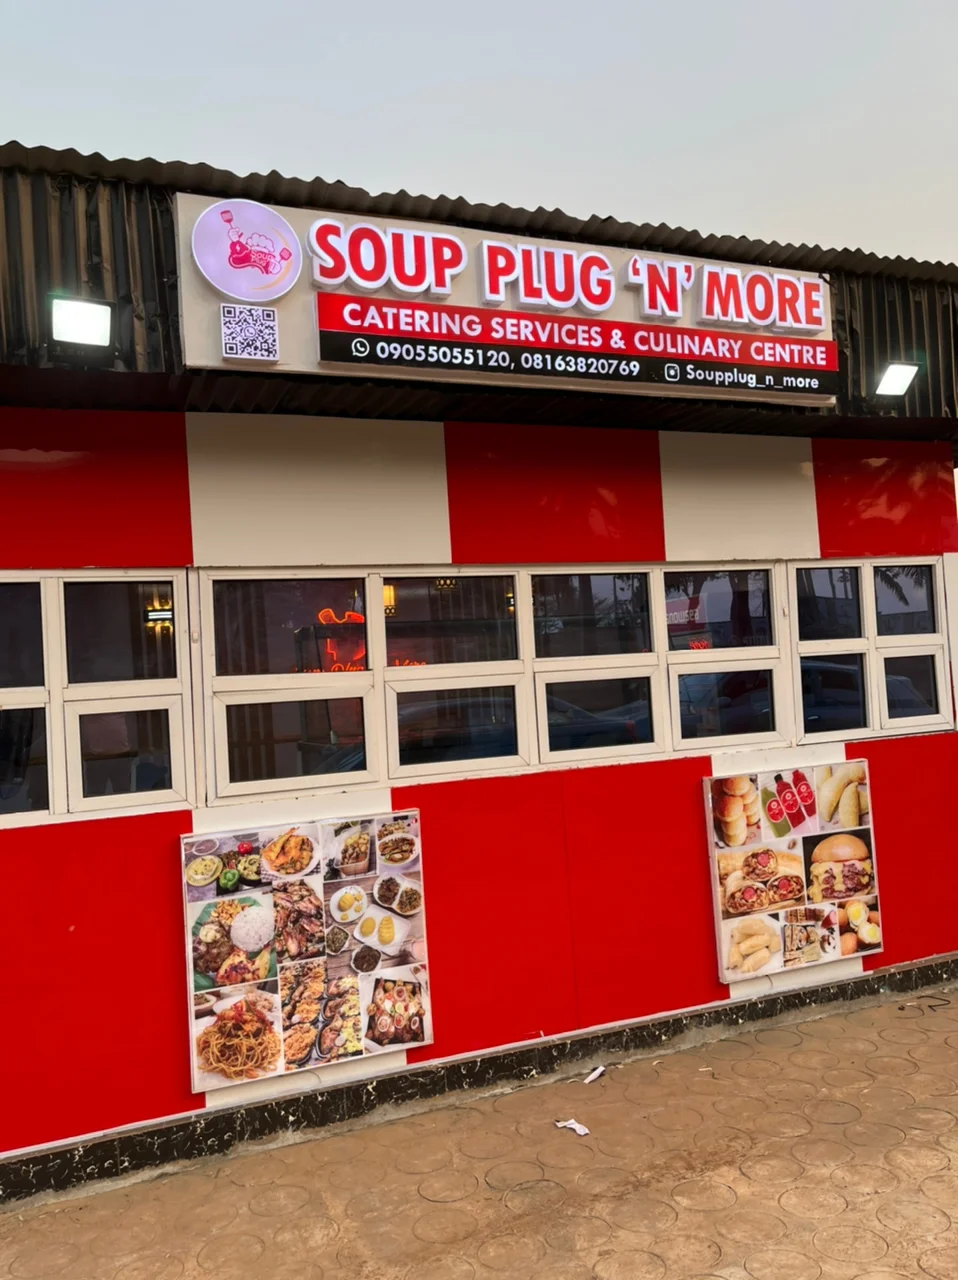 SOUP PLUG 'N' MORE
CATERING SERVICES & CULINARY CENTRE
09055055120, 08163820769 Soupplug_n_more